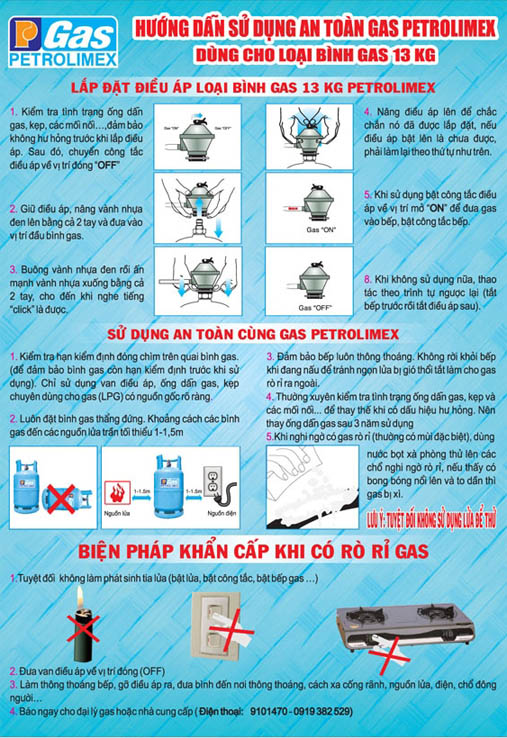 Gas
PETROLIMEX
HƯỚNG DẪN SỬ DỤNG AN TOÀN GAS PETROLIMEX
DÙNG CHO LOẠI BÌNH GAS 13 KG
LẮP ĐẶT ĐIỀU ÁP LOẠI BÌNH GAS 13 KG PETROLIMEX
1. Kiểm tra tình trạng ống dẫn
gas, kẹp, các mối nối...,đảm bảo
không hư hỏng trước khi lắp điều
áp. Sau đó, chuyển công tắc
điều áp về vị trí đóng "OFF"
Gas "ON"
Gas "OFF"
4. Nâng điều áp lên để chắc
chắn nó đã được lắp đặt, nếu
điều áp bật lên là chưa được,
phải làm lại theo thứ tự như trên.
2. Giữ điều áp, nâng vành nhựa
đen lên bằng cả 2 tay và đưa vào
vị trí đầu bình gas.
Gas "ON"
5. Khi sử dụng bật công tắc điều
áp về vị trí mở "ON" để đưa gas
vào bếp, bật công tắc bếp.
3. Buông vành nhựa đen rồi ấn
mạnh vành nhựa xuống bằng cả
2 tay, cho đến khi nghe tiếng
"click" là được.
Gas "OFF"
8. Khi không sử dụng nữa, thao
tác theo trình tự ngược lại (tắt
bếp trước rồi tắt điều áp sau).
SỬ DỤNG AN TOÀN CÙNG GAS PETROLIMEX
1. Kiểm tra hạn kiểm định đóng chìm trên quai bình gas.
(để đảm bảo bình gas còn hạn kiểm định trước khi sử
dụng). Chỉ sử dụng van điều áp, ống dẫn gas, kẹp
chuyên dùng cho gas (LPG) có nguồn gốc rõ ràng.
2. Luôn đặt bình gas thẳng đứng. Khoảng cách các bình
gas đến các nguồn lửa trần tối thiểu 1-1,5m
Gas
1-1.5m
1-1.5m
Nguồn lửa
Nguồn điện
3. Đảm bảo bếp luôn thông thoáng. Không rời khỏi bếp
khi đang nấu để tránh ngọn lửa bị gió thổi tắt làm cho gas
rò rỉ ra ngoài.
4. Thường xuyên kiểm tra tình trạng ống dẫn gas, kẹp và
các mối nối... để thay thế khi có dấu hiệu hư hỏng. Nên
thay ống dẫn gas sau 3 năm sử dụng
5.Khi nghi ngờ có gas rò rỉ (thường có mùi đặc biệt), dùng
nước bọt xà phòng thử lên các
chổ nghi ngờ rò rỉ, nếu thấy có
bong bóng nổi lên và to dần thì
gas bị xì.
LƯU Ý: TUYỆT ĐỐI KHÔNG SỬ DỤNG LỬA ĐỂ THỬ
BIỆN PHÁP KHẨN CẤP KHI CÓ RÒ RỈ GAS
1.Tuyệt đối không làm phát sinh tia lửa (bật lửa, bật công tắc, bật bếp gas ...)
2. Đưa van điều áp về vị trí đóng (OFF)
3. Làm thông thoáng bếp, gỡ điều áp ra, đưa bình đến nơi thông thoáng, cách xa cống rãnh, nguồn lửa, điện, chổ đông
người...
4. Báo ngay cho đại lý gas hoặc nhà cung cấp ( Điện thoại: 9101470 - 0919 382 529)